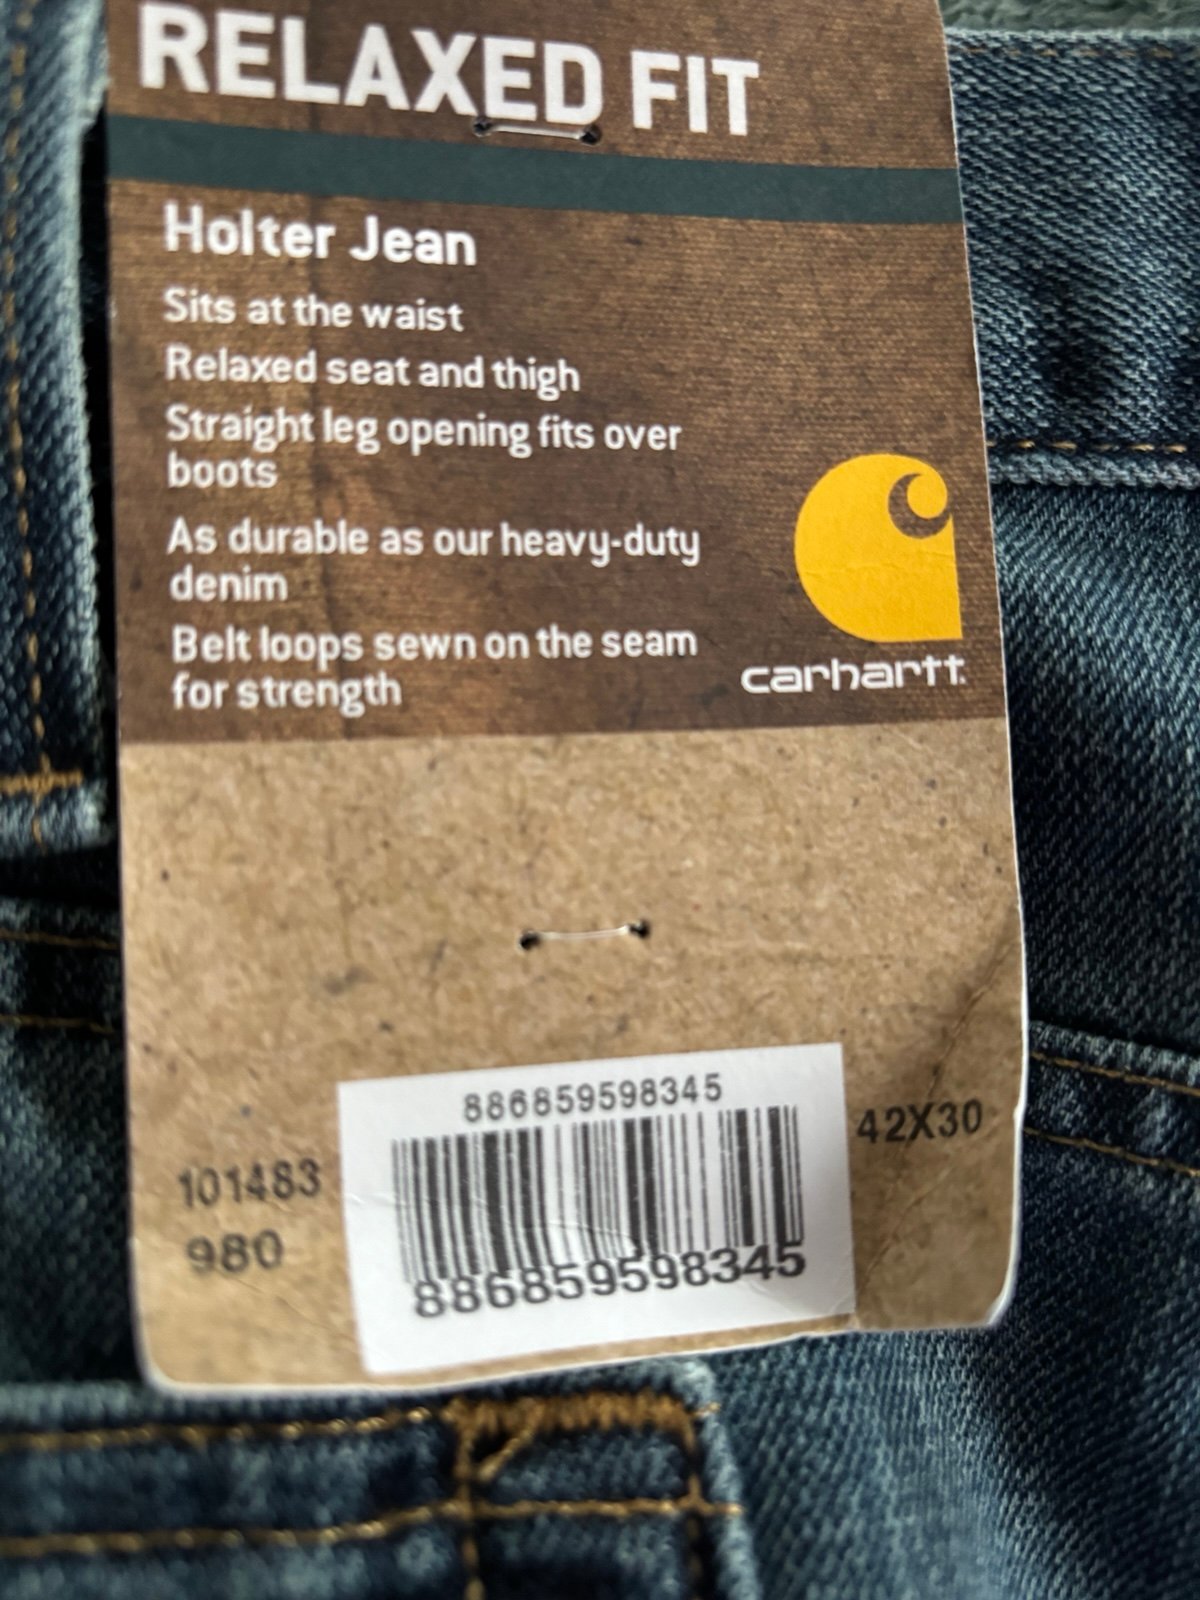 RELAXED FIT
Holter Jean
Sits at the waist
Relaxed seat and thigh
Straight leg opening fits over
boots
As durable as our heavy-duty
denim
Belt loops sewn on the seam
for strength
carhartt.
886859598345
42X30
101483
980
886859598345